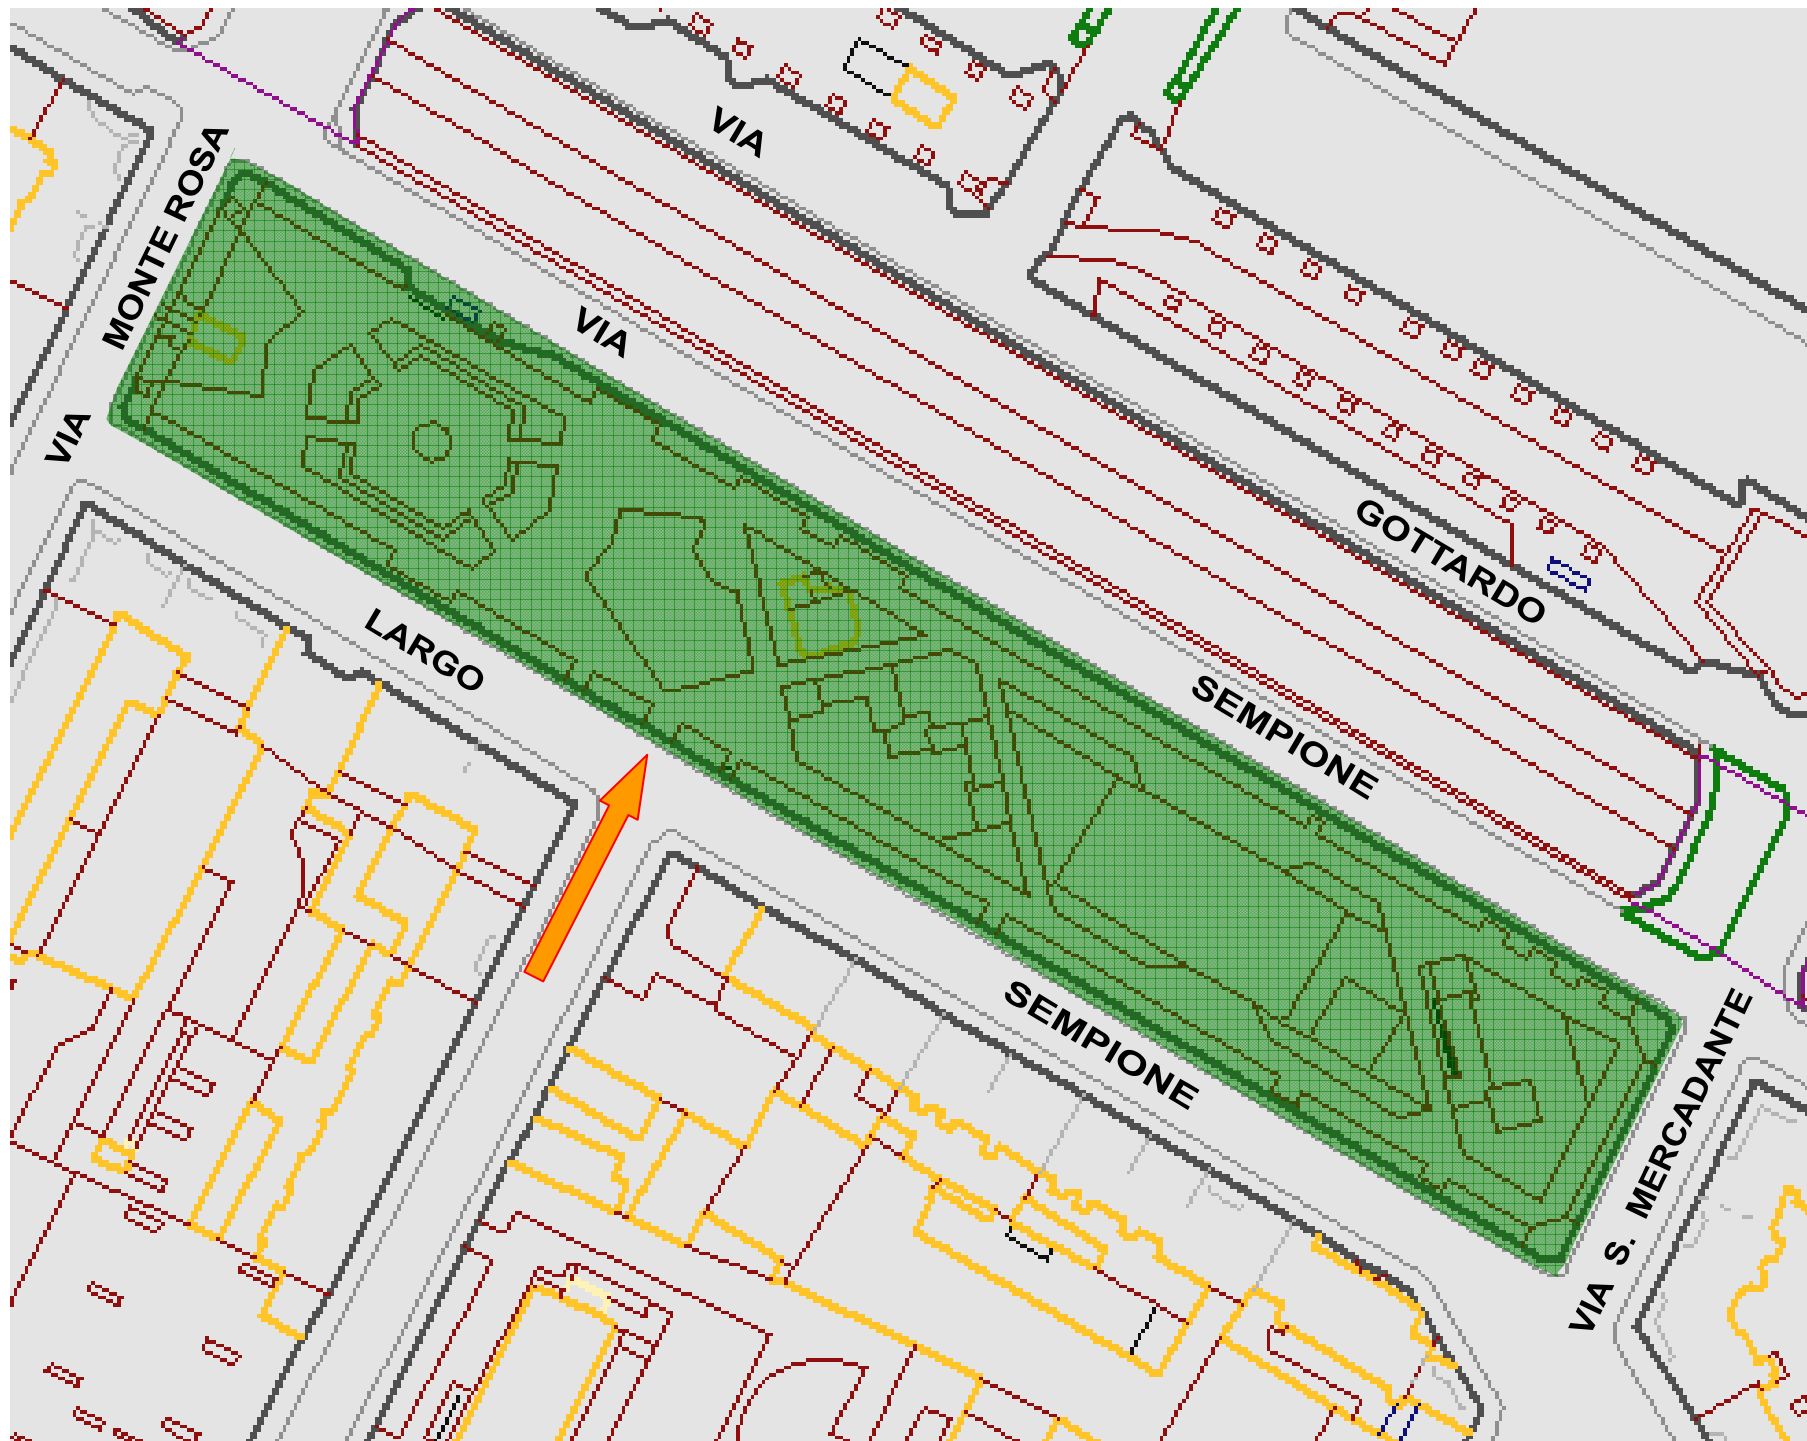 VIA
MONTE ROSA
VIA
VIA
GOTTARDO
LARGO
SEMPIONE
SEMPIONE
VIA S. MERCADANTE